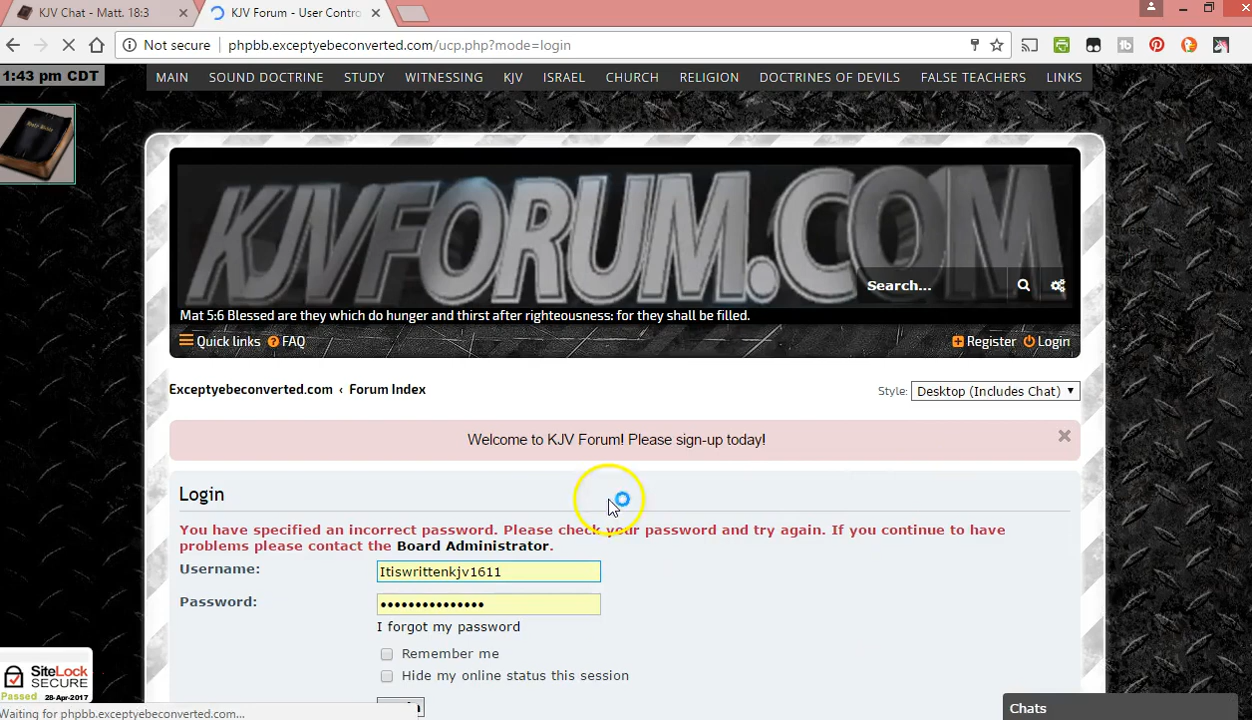 KJV Chat - Matt. 18:3
KJV Forum - User Contro
Not secure
phpbb.exceptyebeconverted.com/ucp.php?mode=login
1:43 pm CDT
MAIN SOUND DOCTRINE STUDY WITNESSING KJV ISRAEL CHURCH RELIGION DOCTRINES OF DEVILS FALSE TEACHERS LINKS
KJVFORUM.COM
Search...
Mat 5:6 Blessed are they which do hunger and thirst after righteousness: for they shall be filled.
Quick links FAQ Register Login
Exceptyebeconverted.com ‹ Forum Index
Style: Desktop (Includes Chat)
Welcome to KJV Forum! Please sign-up today!
Login
You have specified an incorrect password. Please check your password and try again. If you continue to
problems please contact the Board Administrator.
Username: Itiswrittenkjv1611
Password: •••••••••••••••
I forgot my password
Remember me
Hide my online status this session
SiteLock
SECURE
Passed 28-Apr-2017
Waiting for phpbb.exceptyebeconverted.com...
Chats